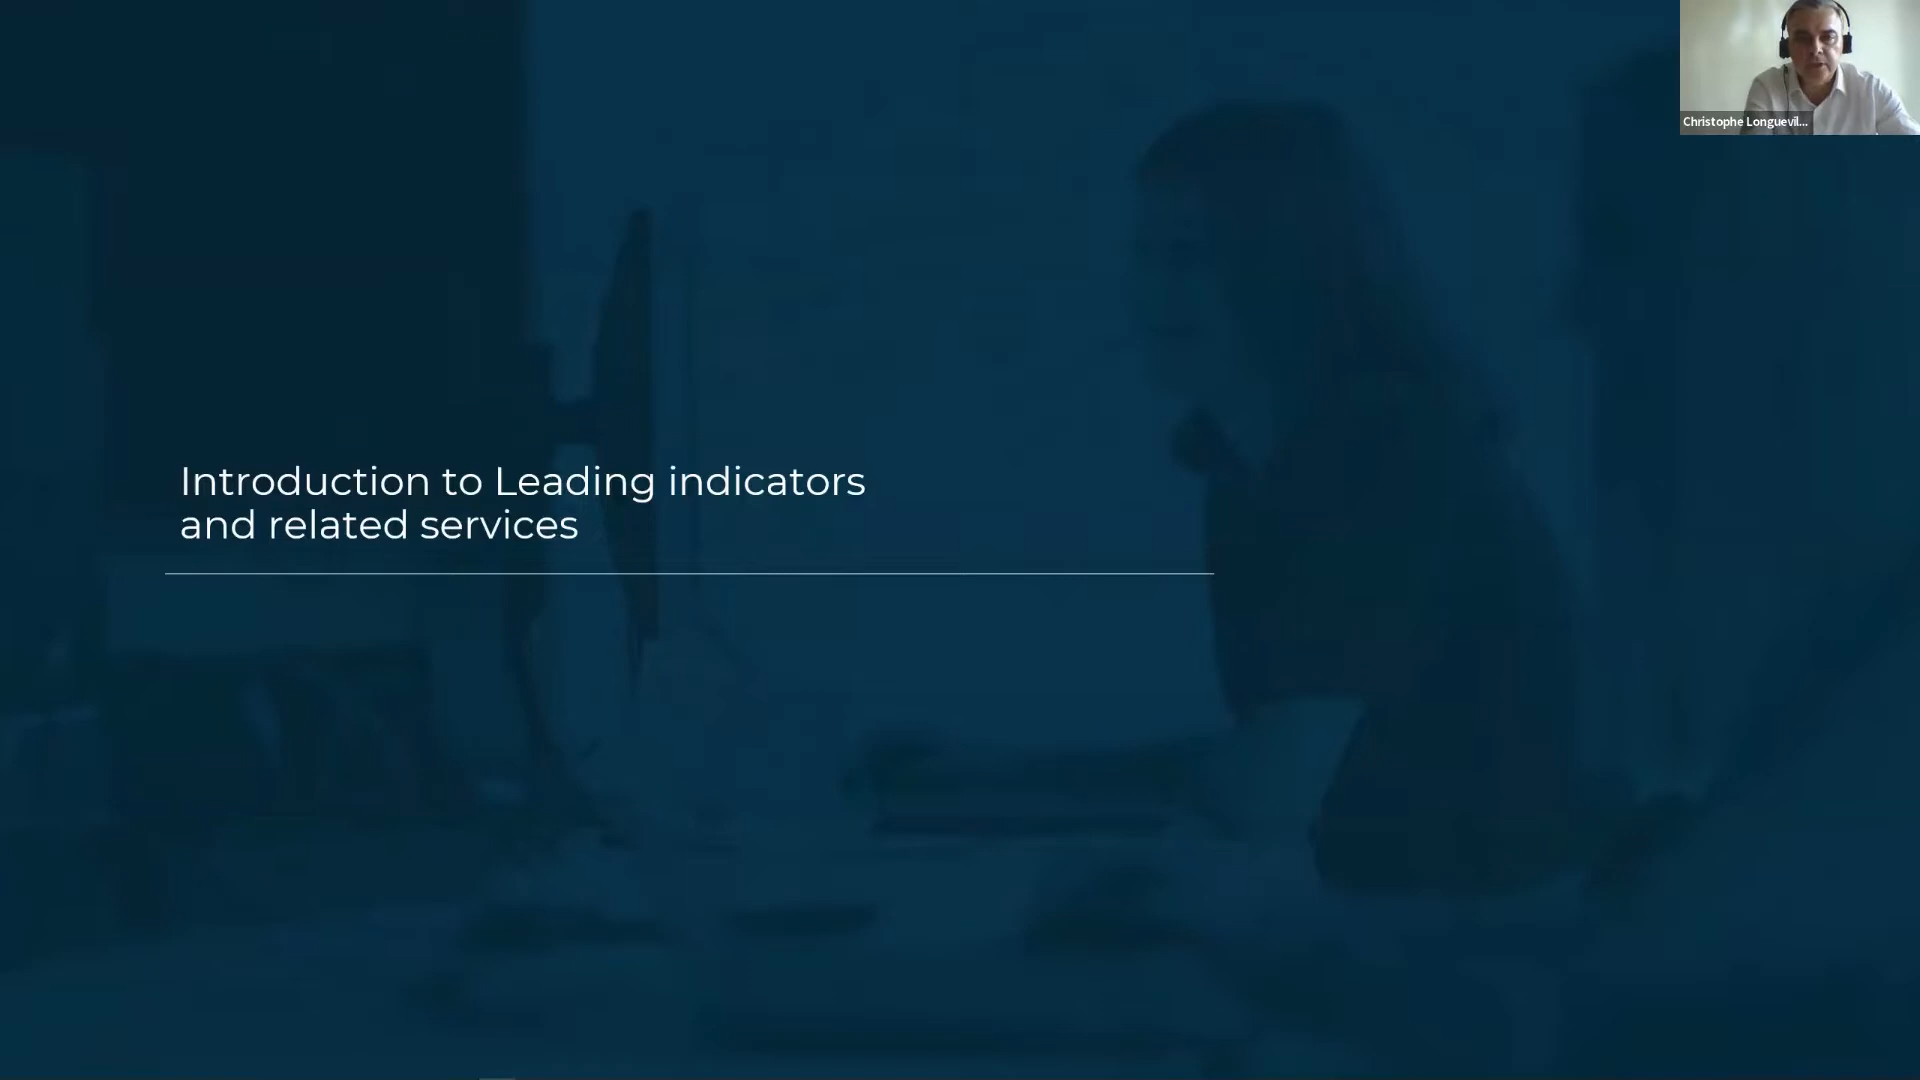 Christophe Longuevil...
Introduction to Leading indicators
and related services